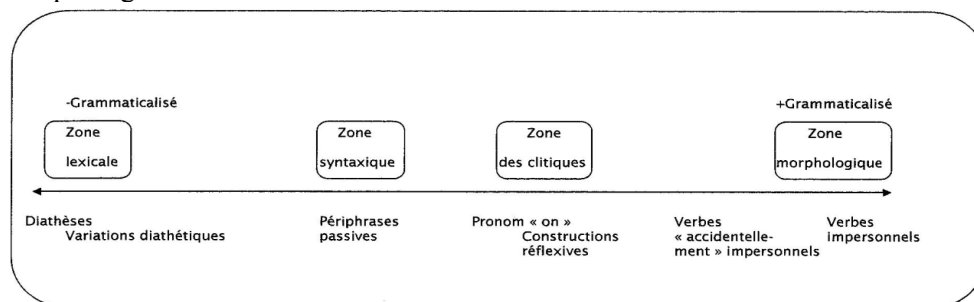 -Grammaticalisé
+Grammaticalisé
Zone
lexicale
Zone
syntaxique
Zone
des clitiques
Zone
morphologique
Diathèses
Variations diathétiques
Périphrases
passives
Pronom « on »
Constructions
réflexives
Verbes
« accidentelle-
ment » impersonnels
Verbes
impersonnels